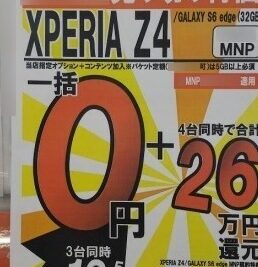 XPERIA Z4
/GALAXY S6 edge(32GB
MNP
当店指定オプション+コンテンツ加入※パケット定額(
可)は5GB以上必須
MNP 適用
一括
0円
+
4台同時で合計
26
万円
還元
3台同時
XPERIA Z4/GALAXY S6 edge MNP